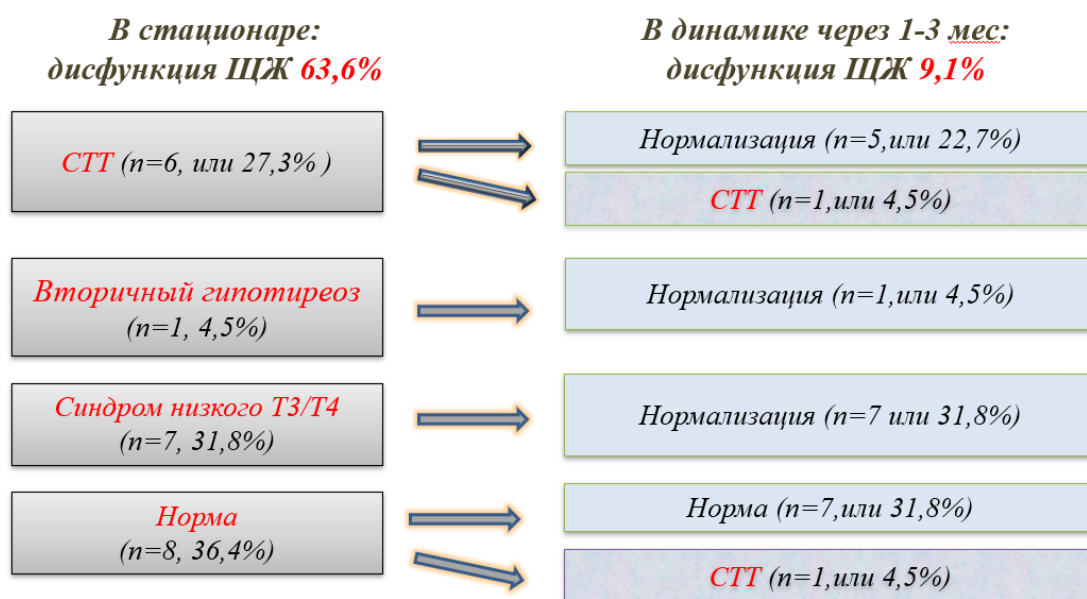 В стационаре:
дисфункция ЩЖ 63,6%
В динамике через 1-3 мес:
дисфункция ЩЖ 9,1%
СТТ (n=6, или 27,3% )
Нормализация (n=5,или 22,7%)
СТТ (n=1,или 4,5%)
Вторичный гипотиреоз
(n=1, 4,5%)
Нормализация (n=1,или 4,5%)
Синдром низкого Т3/Т4
(n=7, 31,8%)
Нормализация (n=7 или 31,8%)
Норма
(n=8, 36,4%)
Норма (n=7,или 31,8%)
СТТ (n=1,или 4,5%)